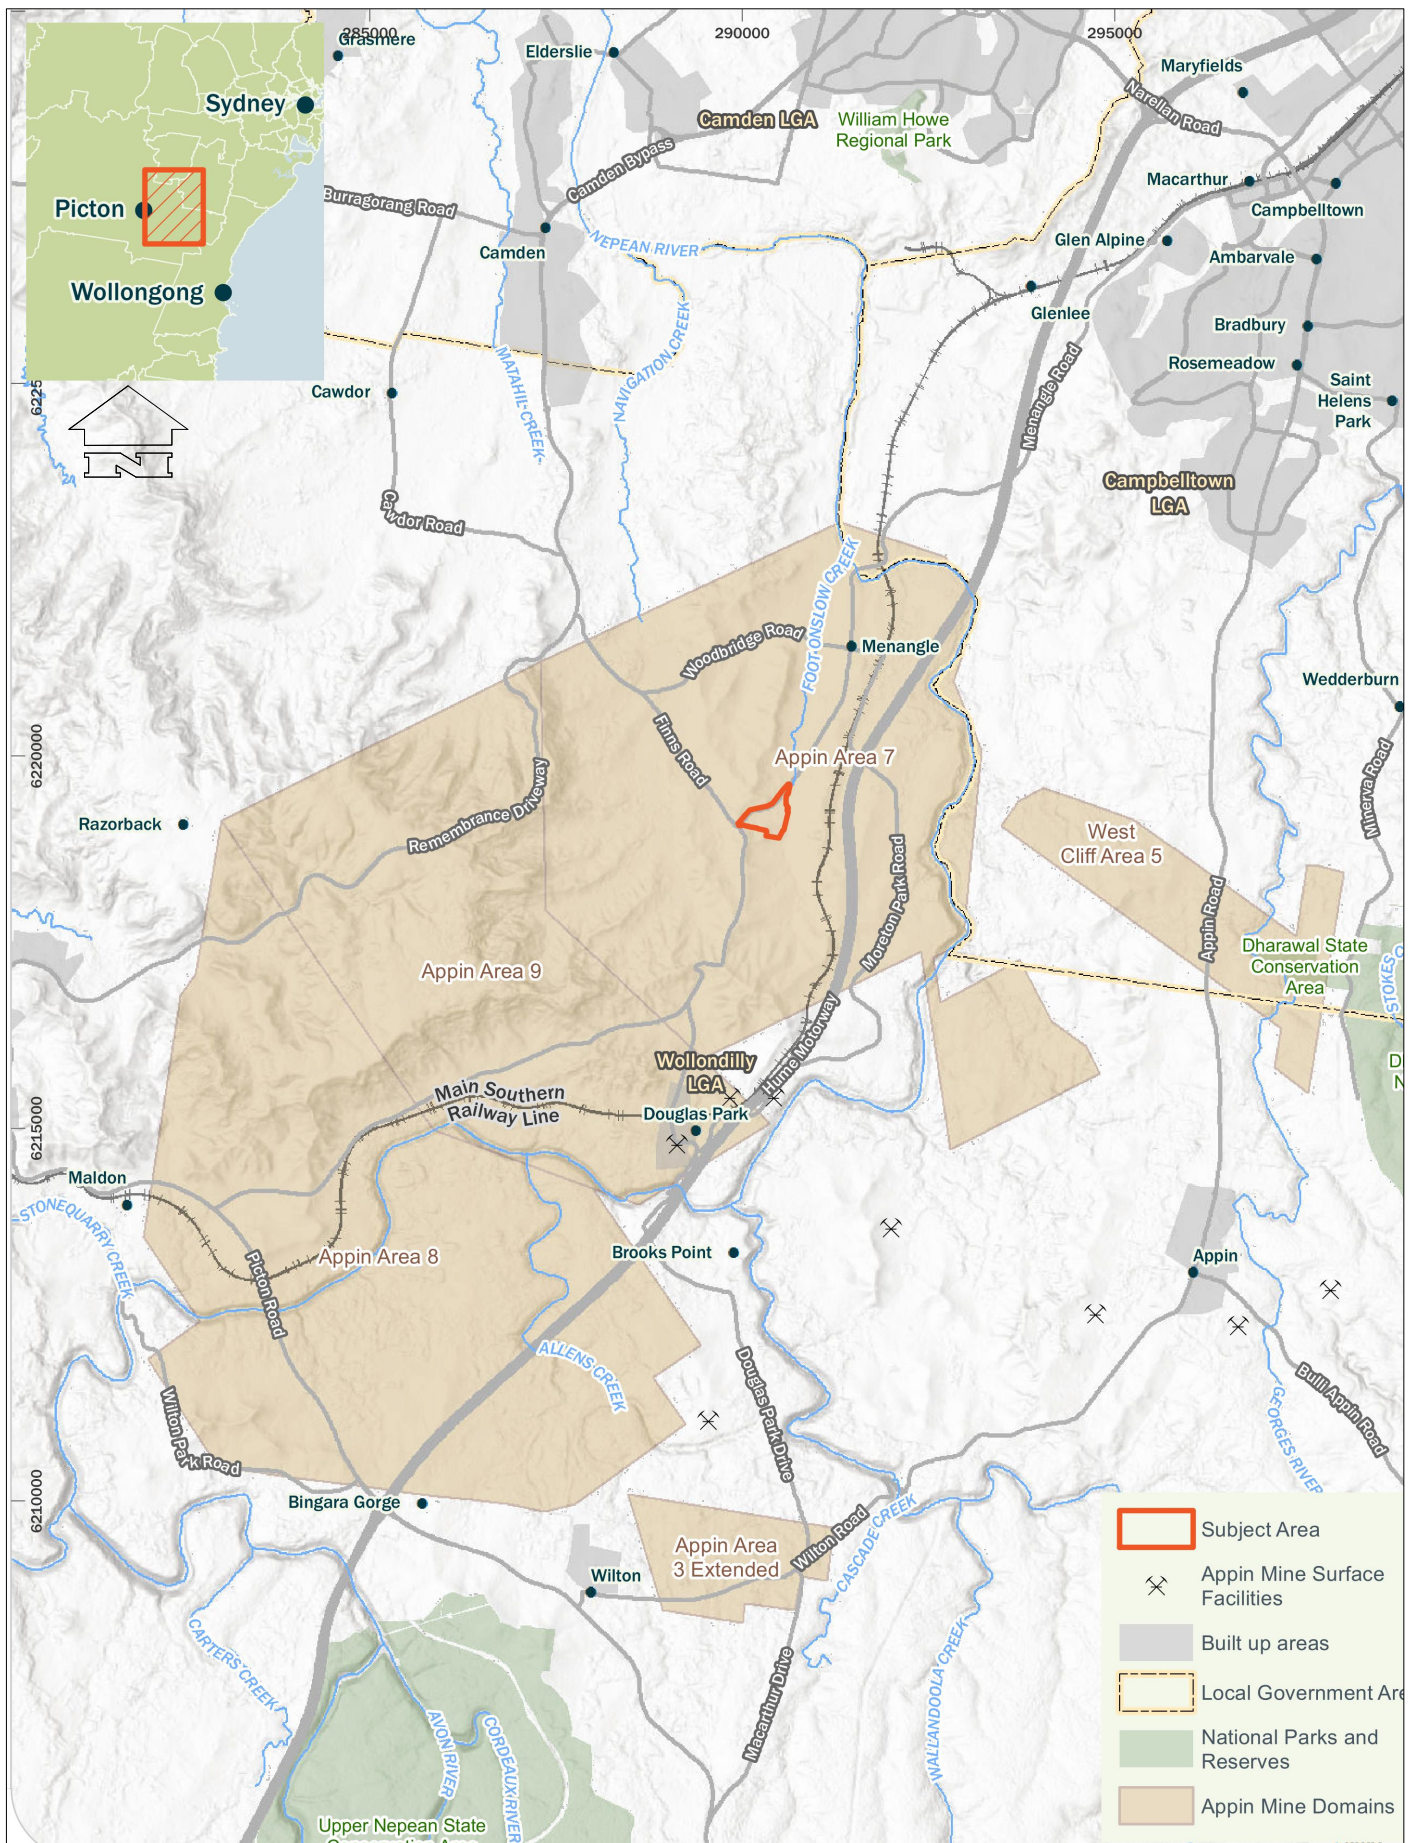 285000
290000
295000
Grasmere
Elderslie
Maryfields
Narellan Road
Camden LGA
William Howe
Regional Park
Sydney
Camden Bypass
Macarthur
Campbelltown
Burragorang Road
Picton
Camden
NEPEAN RIVER
Glen Alpine
Ambarvale
Wollongong
Glenlee
Bradbury
NAVIGATION CREEK
MATAHIL CREEK
Menangle Road
Rosemeadow
Saint
Helens
Park
Cawdor
6225
N
Campbelltown
LGA
Cawdor Road
FOOT ONSLOW CREEK
Woodbridge Road
Menangle
Wedderburn
Finns Road
6220000
Appin Area 7
Minerva Road
Remembrance Driveway
Razorback
West
Cliff Area 5
Moreton Park Road
Appin Road
Appin Area 9
Dharawal State
Conservation
Area
STOKES C
Hume Motorway
Wollondilly
LGA
D
N
Main Southern
Railway Line
Douglas Park
6215000
Maldon
STONEQUARRY CREEK
Appin Area 8
Picton Road
Brooks Point
Appin
ALLENS CREEK
Douglas Park Drive
Bulli Appin Road
Wilton Park Road
GEORGES RIVER
6210000
Bingara Gorge
Appin Area
3 Extended
Wilton Road
CASCADE CREEK
Wilton
CARTERS CREEK
Macarthur Drive
WALLANDOOLA CREEK
AVON RIVER
CORDEAUX RIVER
Upper Nepean State
Subject Area
Appin Mine Surface
Facilities
Built up areas
Local Government Are
National Parks and
Reserves
Appin Mine Domains